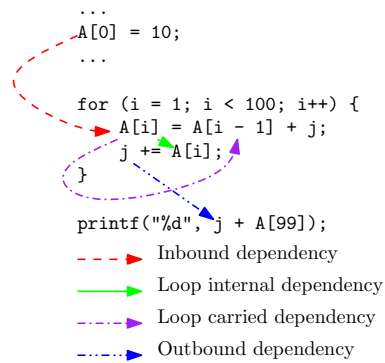 ...
A[0] = 10;
...
for (i = 1; i < 100; i++) {
A[i] = A[i - 1] + j;
j += A[i];
}
printf("%d", j + A[99]);
Inbound dependency
Loop internal dependency
Loop carried dependency
Outbound dependency